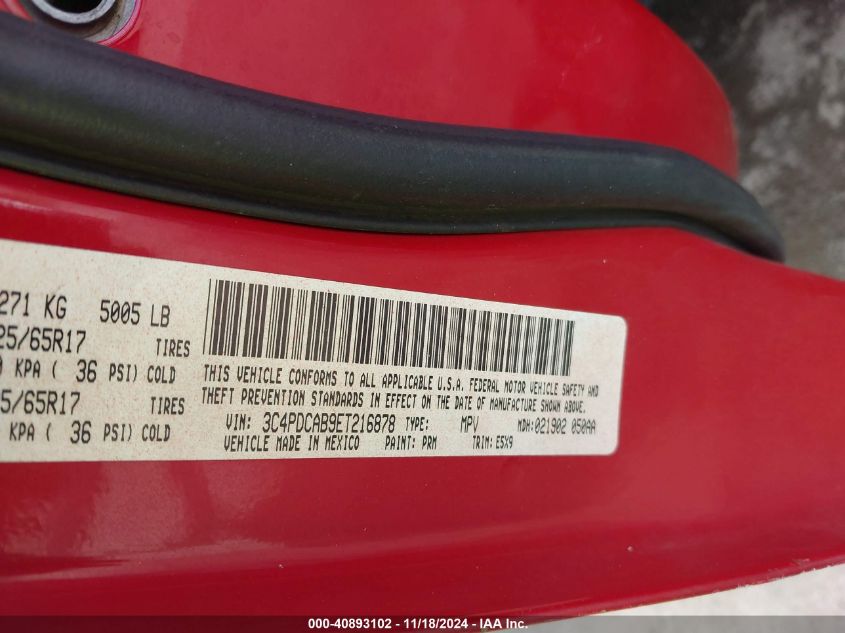 271 KG 5005 LB
25/65R17 TIRES
KPA ( 36 PSI) COLD
5/65R17 TIRES
KPA ( 36 PSI) COLD
THIS VEHICLE CONFORMS TO ALL APPLICABLE U.S.A. FEDERAL MOTOR VEHICLE SAFETY AND
THEFT PREVENTION STANDARDS IN EFFECT ON THE DATE OF MANUFACTURE SHOWN ABOVE.
VIN: 3C4PDCAB9ET216878 TYPE: MPV MDH:021902 050AA
VEHICLE MADE IN MEXICO PAINT: PRM TRIM: E5X9
000-40893102 - 11/18/2024 - IAA Inc.